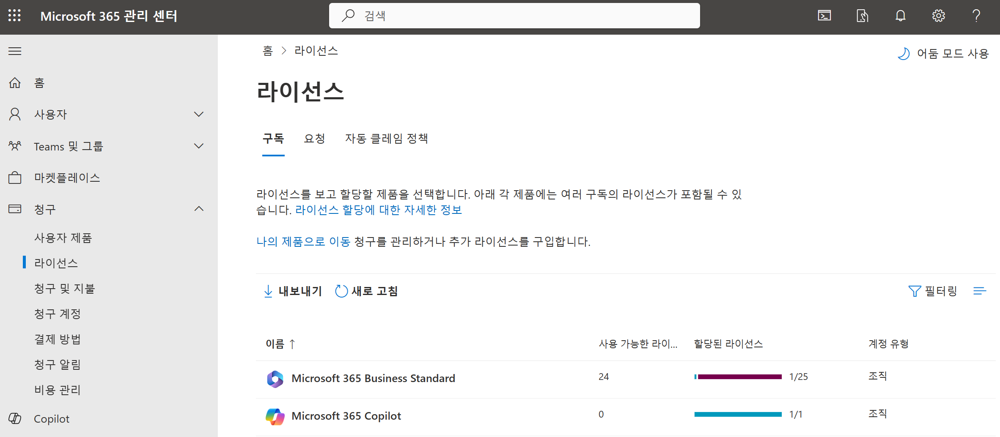 Microsoft 365 관리 센터
검색
홈
사용자
Teams 및 그룹
마켓플레이스
청구
사용자 제품
라이선스
청구 및 지불
청구 계정
결제 방법
청구 알림
비용 관리
Copilot
홈 > 라이선스
어둠 모드 사용
라이선스
구독 요청 자동 클레임 정책
라이선스를 보고 할당할 제품을 선택합니다. 아래 각 제품에는 여러 구독의 라이선스가 포함될 수 있
습니다. 라이선스 할당에 대한 자세한 정보
나의 제품으로 이동 청구를 관리하거나 추가 라이선스를 구입합니다.
내보내기 새로 고침 필터링
이름 ↑ 사용 가능한 라이... 할당된 라이선스 계정 유형
Microsoft 365 Business Standard 24 1/25 조직
Microsoft 365 Copilot 0 1/1 조직